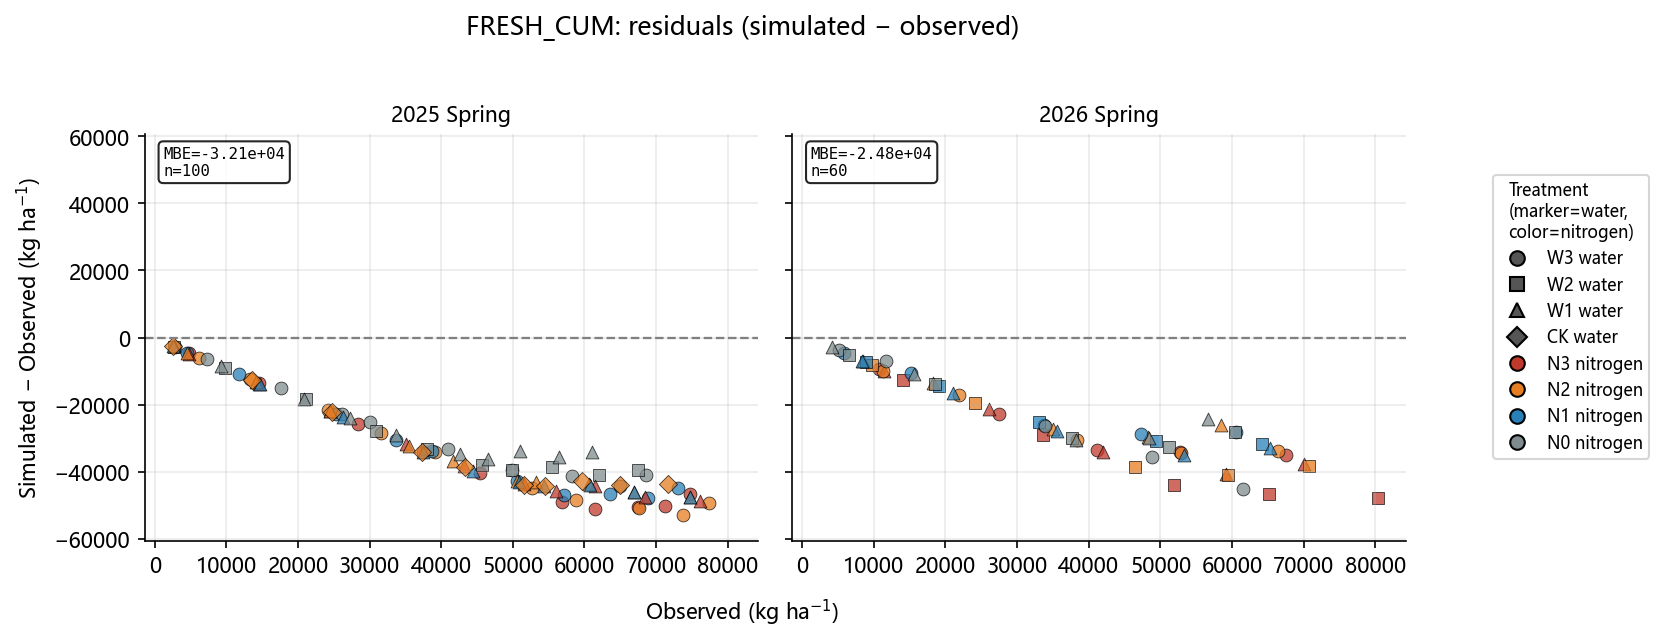 FRESH_CUM: residuals (simulated − observed)
2025 Spring
2026 Spring
MBE=-3.21e+04
n=100
MBE=-2.48e+04
n=60
60000
40000
20000
0
−20000
−40000
−60000
Simulated − Observed (kg ha⁻¹)
0 10000 20000 30000 40000 50000 60000 70000 80000
0 10000 20000 30000 40000 50000 60000 70000 80000
Observed (kg ha⁻¹)
Treatment
(marker=water,
color=nitrogen)
W3 water
W2 water
W1 water
CK water
N3 nitrogen
N2 nitrogen
N1 nitrogen
N0 nitrogen